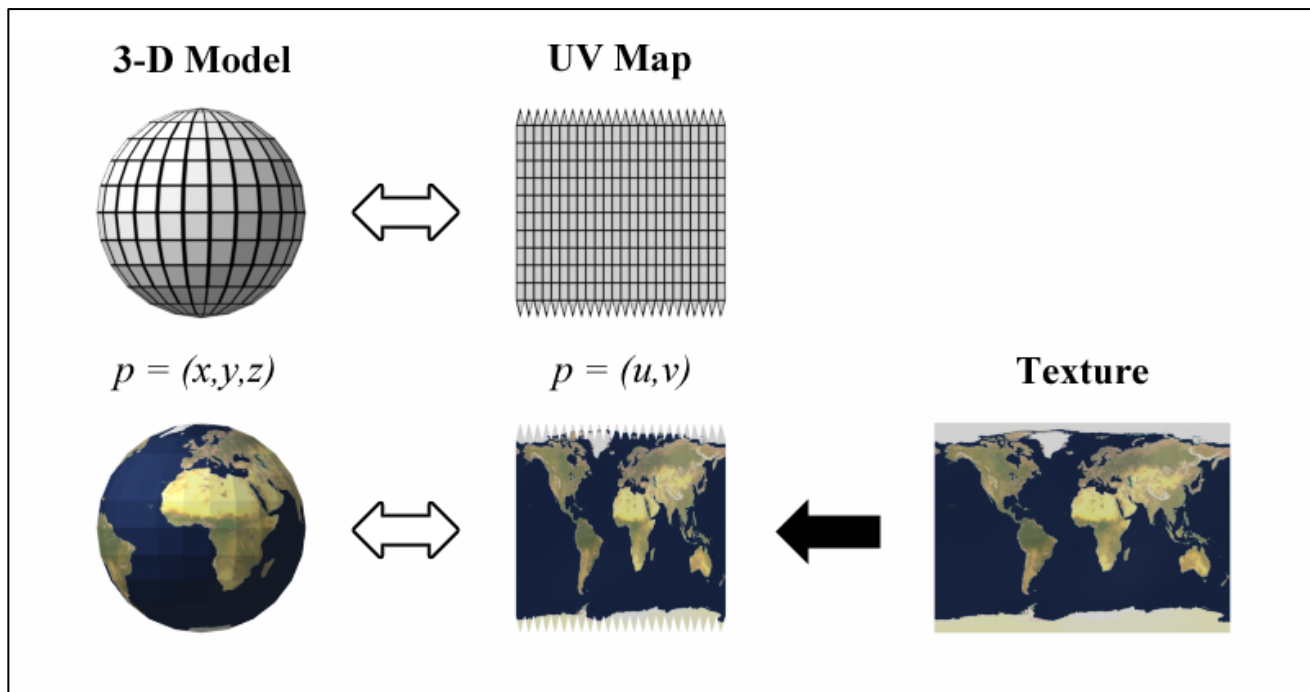 3-D Model
UV Map
p = (x,y,z)
p = (u,v)
Texture